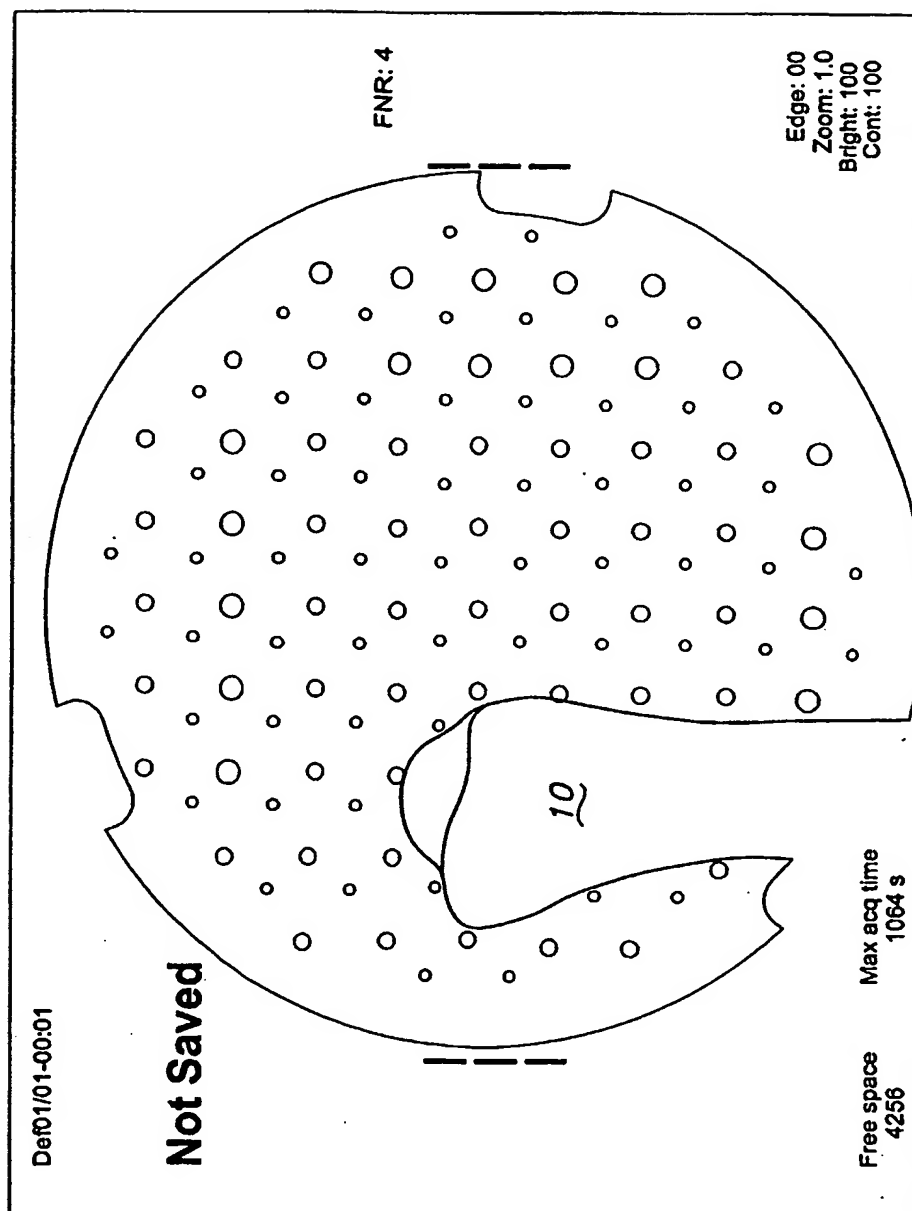 Def01/01-00:01
Not Saved
FNR: 4
10
Free space
4256
Max acq time
1064 s
Edge: 00
Zoom: 1.0
Bright: 100
Cont: 100